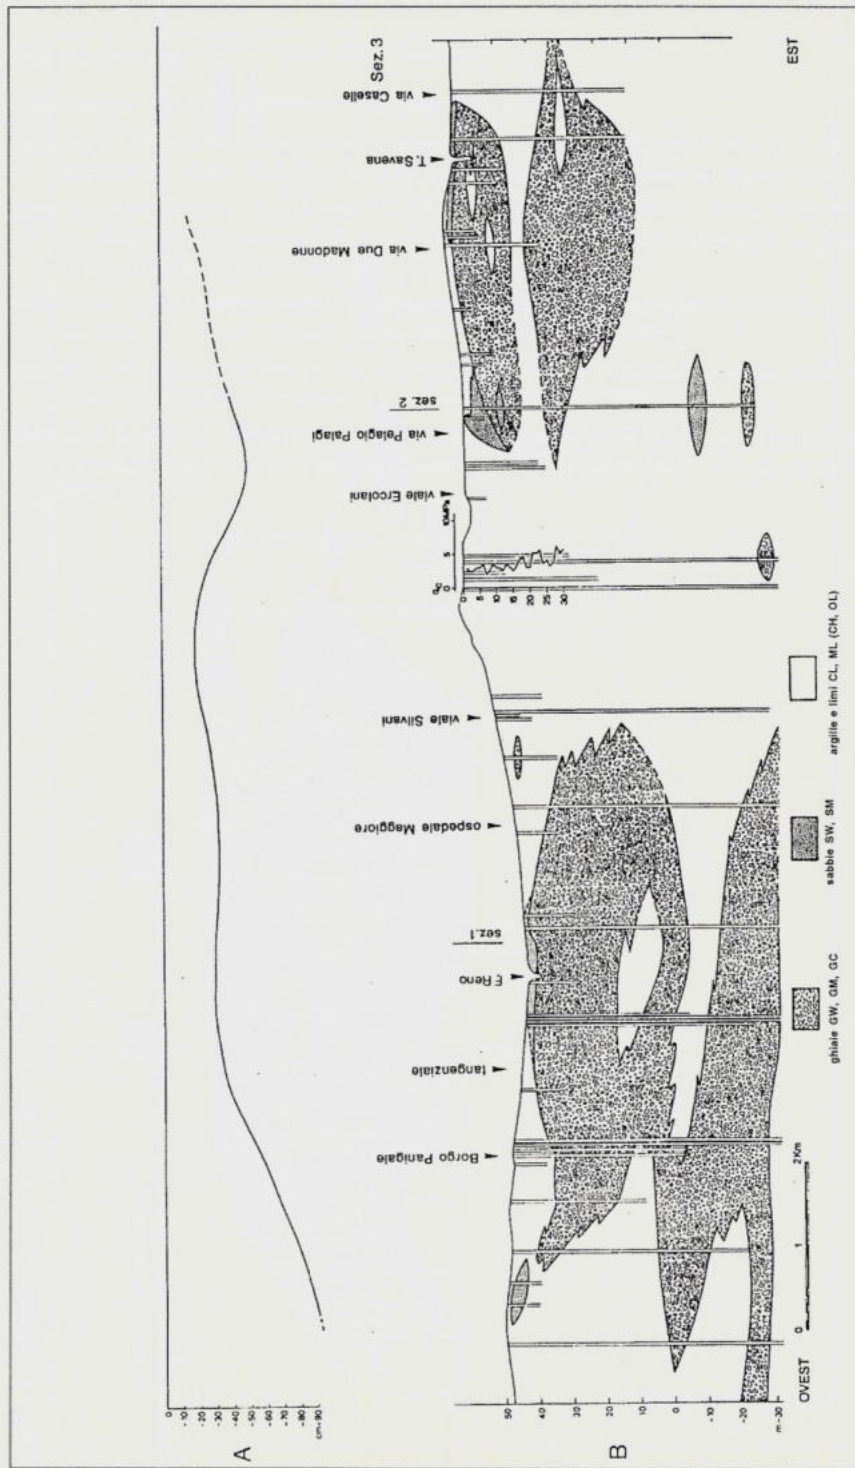 A
0
-10
-20
-30
-40
-50
-60
-70
-80
cm-90
Sez.3
Borgo Panigale
tangenziale
F. Reno
sez.1
ospedale Maggiore
viale Silvani
viale Ercolani
via Pelagio Palagi
sez. 2
via Due Madonne
T. Savena
via Caselle
0
5
10MPa
0
5
10
15
20
25
30
B
50
40
30
20
10
0
-10
-20
m -30
OVEST
EST
0 1 2 Km
ghiaie GW, GM, GC
sabbie SW, SM
argille e limi CL, ML (CH, OL)